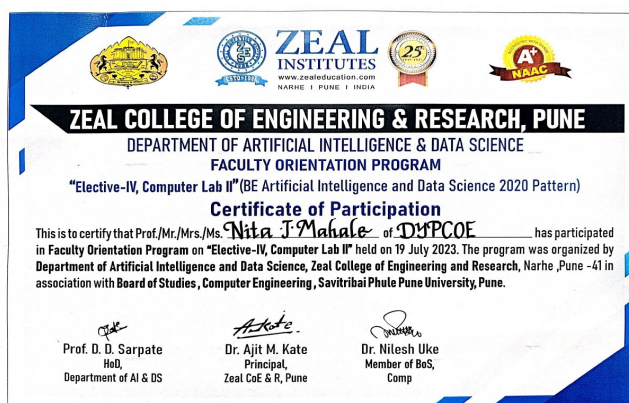 ZEAL
INSTITUTES
www.zealeducation.com
NARHE | PUNE | INDIA
25
A+
NAAC
ZEAL COLLEGE OF ENGINEERING & RESEARCH, PUNE
DEPARTMENT OF ARTIFICIAL INTELLIGENCE & DATA SCIENCE
FACULTY ORIENTATION PROGRAM
"Elective-IV, Computer Lab II"(BE Artificial Intelligence and Data Science 2020 Pattern)
Certificate of Participation
This is to certify that Prof./Mr./Mrs./Ms. Nita J. Mahale of DYPCOE has participated
in Faculty Orientation Program on "Elective-IV, Computer Lab II" held on 19 July 2023. The program was organized by
Department of Artificial Intelligence and Data Science, Zeal College of Engineering and Research, Narhe ,Pune -41 in
association with Board of Studies , Computer Engineering , Savitribai Phule Pune University, Pune.
Prof. D. D. Sarpate
HoD,
Department of AI & DS
Dr. Ajit M. Kate
Principal,
Zeal CoE & R, Pune
Dr. Nilesh Uke
Member of BoS,
Comp